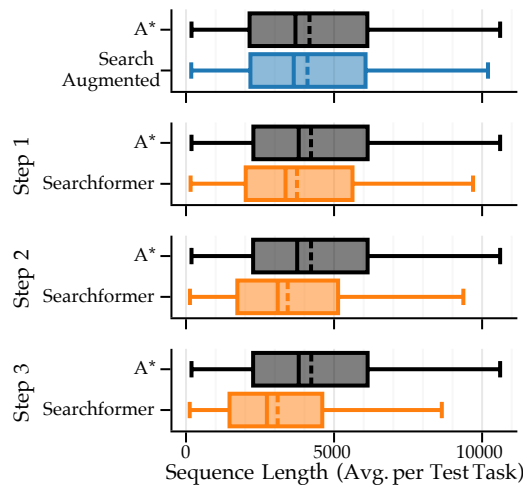 A*
Search
Augmented
Step 1
A*
Searchformer
Step 2
A*
Searchformer
Step 3
A*
Searchformer
0 5000 10000
Sequence Length (Avg. per Test Task)